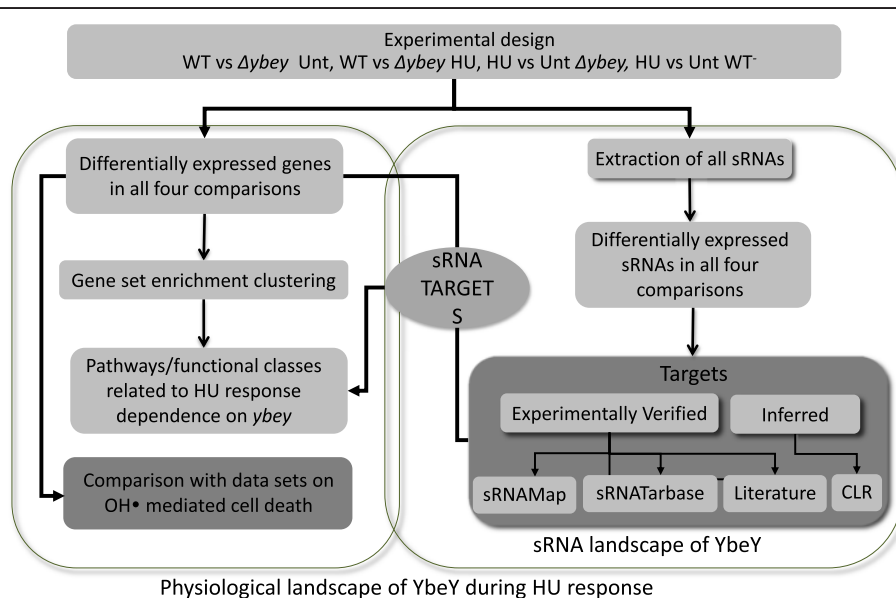 Experimental design
WT vs Δybey Unt, WT vs Δybey HU, HU vs Unt Δybey, HU vs Unt WT-
Differentially expressed genes
in all four comparisons
Gene set enrichment clustering
Pathways/functional classes
related to HU response
dependence on ybey
Comparison with data sets on
OH• mediated cell death
sRNA
TARGET
S
Extraction of all sRNAs
Differentially expressed
sRNAs in all four
comparisons
Targets
Experimentally Verified
Inferred
sRNAMap
sRNATarbase
Literature
CLR
sRNA landscape of YbeY
Physiological landscape of YbeY during HU response